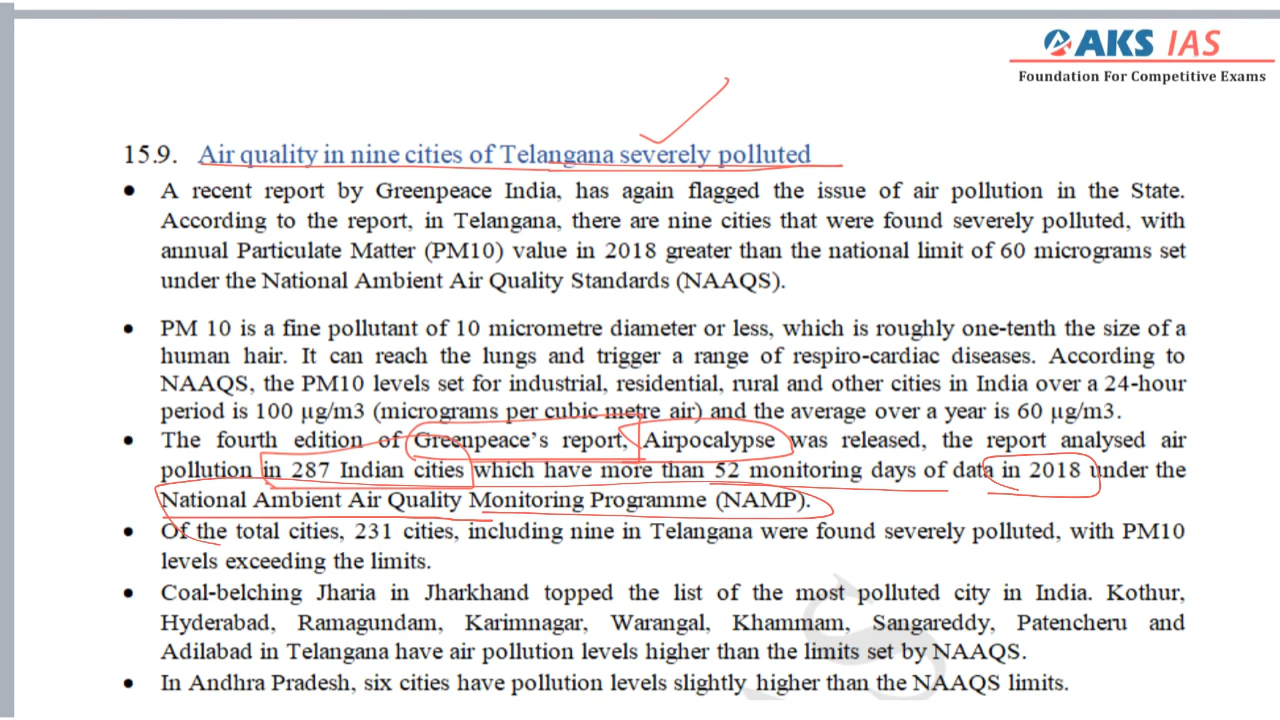 AKS IAS
Foundation For Competitive Exams
15.9. Air quality in nine cities of Telangana severely polluted
• A recent report by Greenpeace India, has again flagged the issue of air pollution in the State.
According to the report, in Telangana, there are nine cities that were found severely polluted, with
annual Particulate Matter (PM10) value in 2018 greater than the national limit of 60 micrograms set
under the National Ambient Air Quality Standards (NAAQS).
• PM 10 is a fine pollutant of 10 micrometre diameter or less, which is roughly one-tenth the size of a
human hair. It can reach the lungs and trigger a range of respiro-cardiac diseases. According to
NAAQS, the PM10 levels set for industrial, residential, rural and other cities in India over a 24-hour
period is 100 µg/m3 (micrograms per cubic metre air) and the average over a year is 60 µg/m3.
• The fourth edition of Greenpeace's report, Airpocalypse was released, the report analysed air
pollution in 287 Indian cities which have more than 52 monitoring days of data in 2018 under the
National Ambient Air Quality Monitoring Programme (NAMP).
• Of the total cities, 231 cities, including nine in Telangana were found severely polluted, with PM10
levels exceeding the limits.
• Coal-belching Jharia in Jharkhand topped the list of the most polluted city in India. Kothur,
Hyderabad, Ramagundam, Karimnagar, Warangal, Khammam, Sangareddy, Patencheru and
Adilabad in Telangana have air pollution levels higher than the limits set by NAAQS.
• In Andhra Pradesh, six cities have pollution levels slightly higher than the NAAQS limits.